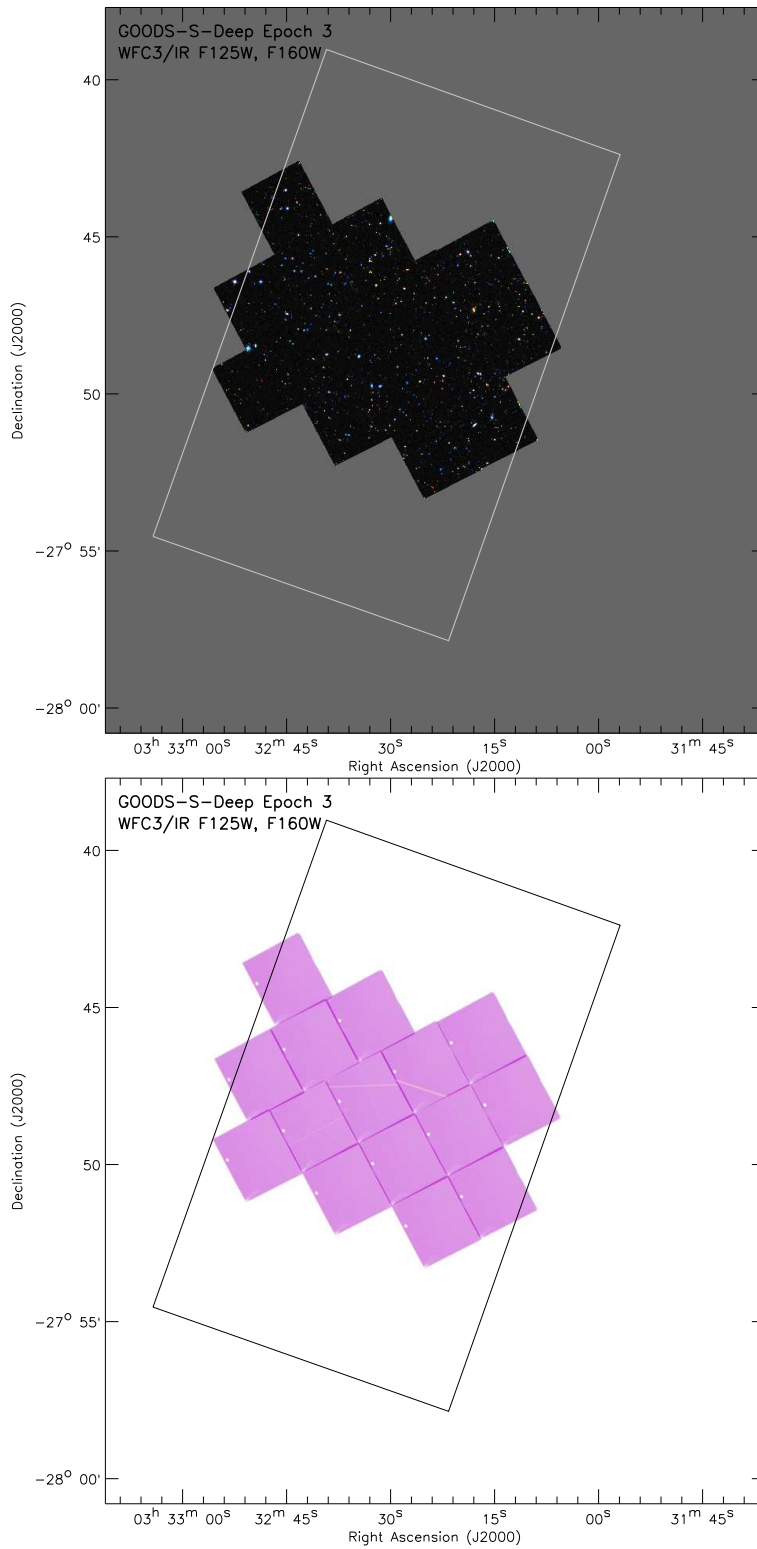 GOODS-S-Deep Epoch 3
WFC3/IR F125W, F160W
40
45
50
-27° 55'
-28° 00'
Declination (J2000)
03ʰ 33ᵐ 00ˢ 32ᵐ 45ˢ 30ˢ 15ˢ 00ˢ 31ᵐ 45ˢ
Right Ascension (J2000)
GOODS-S-Deep Epoch 3
WFC3/IR F125W, F160W
40
45
50
-27° 55'
-28° 00'
Declination (J2000)
03ʰ 33ᵐ 00ˢ 32ᵐ 45ˢ 30ˢ 15ˢ 00ˢ 31ᵐ 45ˢ
Right Ascension (J2000)